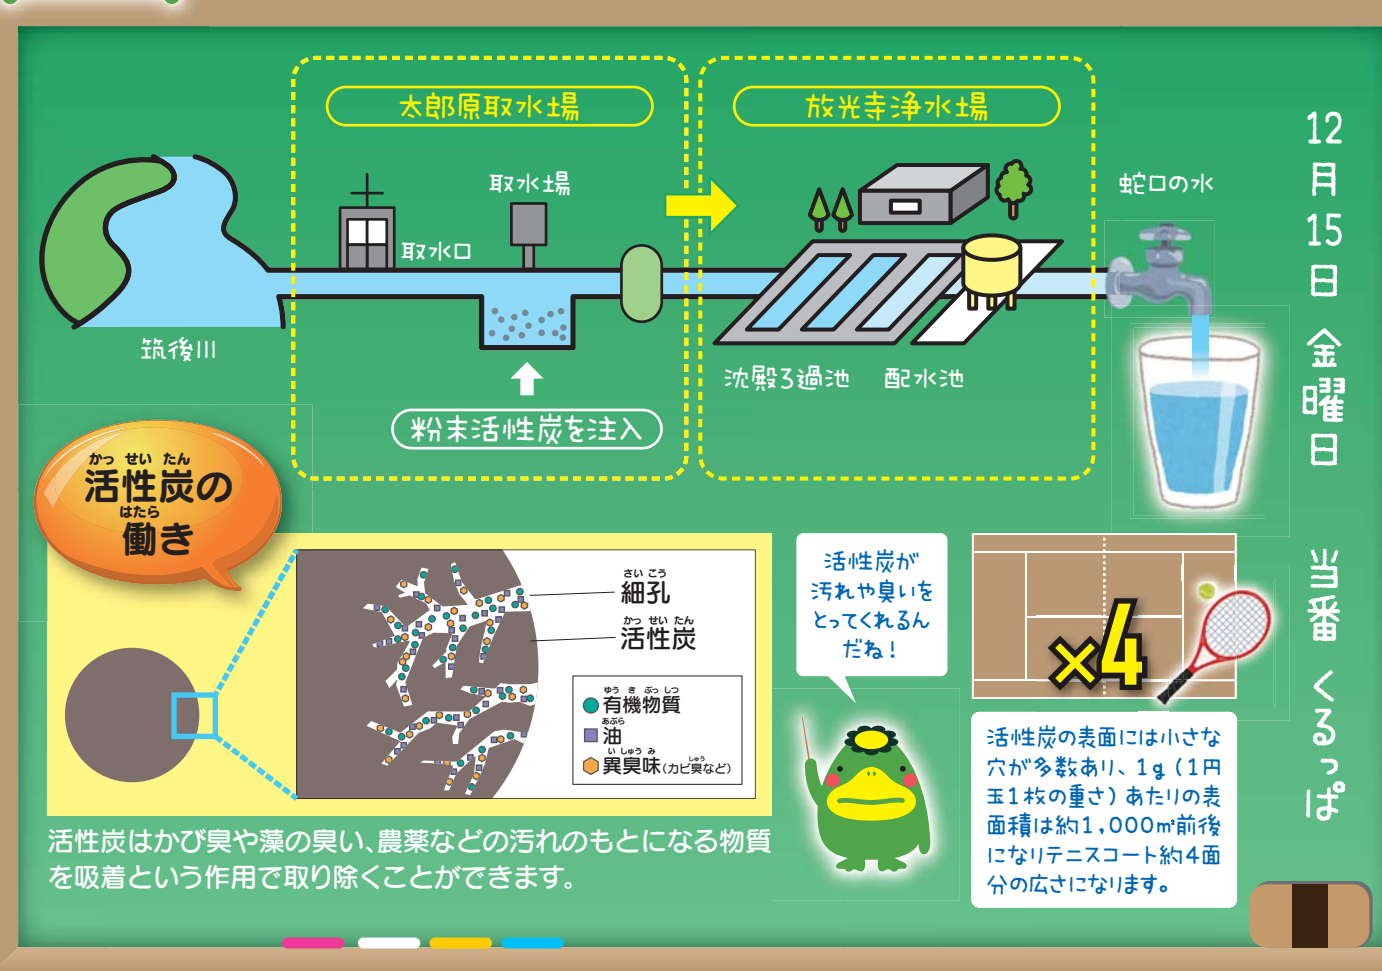 太郎原取水場
放光寺浄水場
取水場
取水口
筑後川
粉末活性炭を注入
沈殿ろ過池
配水池
蛇口の水
12月15日 金曜日 当番 くるっぱ
かっ せい たん
活性炭の
はたら
働き
さい こう
細孔
かっ せい たん
活性炭
ゆう き ぶっ しつ
有機物質
あぶら
油
い しゅう み しゅう
異臭味(カビ臭など)
活性炭はかび臭や藻の臭い、農薬などの汚れのもとになる物質
を吸着という作用で取り除くことができます。
活性炭が
汚れや臭いを
とってくれるん
だね！
×4
活性炭の表面には小さな
穴が多数あり、1g（1円
玉1枚の重さ）あたりの表
面積は約1,000㎡前後
になりテニスコート約4面
分の広さになります。